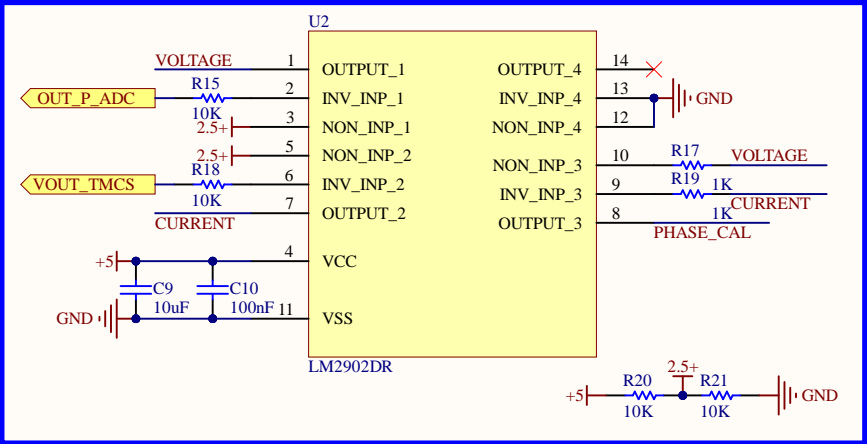 U2
VOLTAGE 1 OUTPUT_1 OUTPUT_4 14
OUT_P_ADC R15 10K 2 INV_INP_1 INV_INP_4 13 GND
2.5+ 3 NON_INP_1 NON_INP_4 12
2.5+ 5 NON_INP_2 NON_INP_3 10 R17 1K VOLTAGE
VOUT_TMCS R18 10K 6 INV_INP_2 INV_INP_3 9 R19 1K CURRENT
CURRENT 7 OUTPUT_2 OUTPUT_3 8 PHASE_CAL
+5 4 VCC
C9 10uF C10 100nF
GND 11 VSS
LM2902DR
+5 R20 10K 2.5+ R21 10K GND